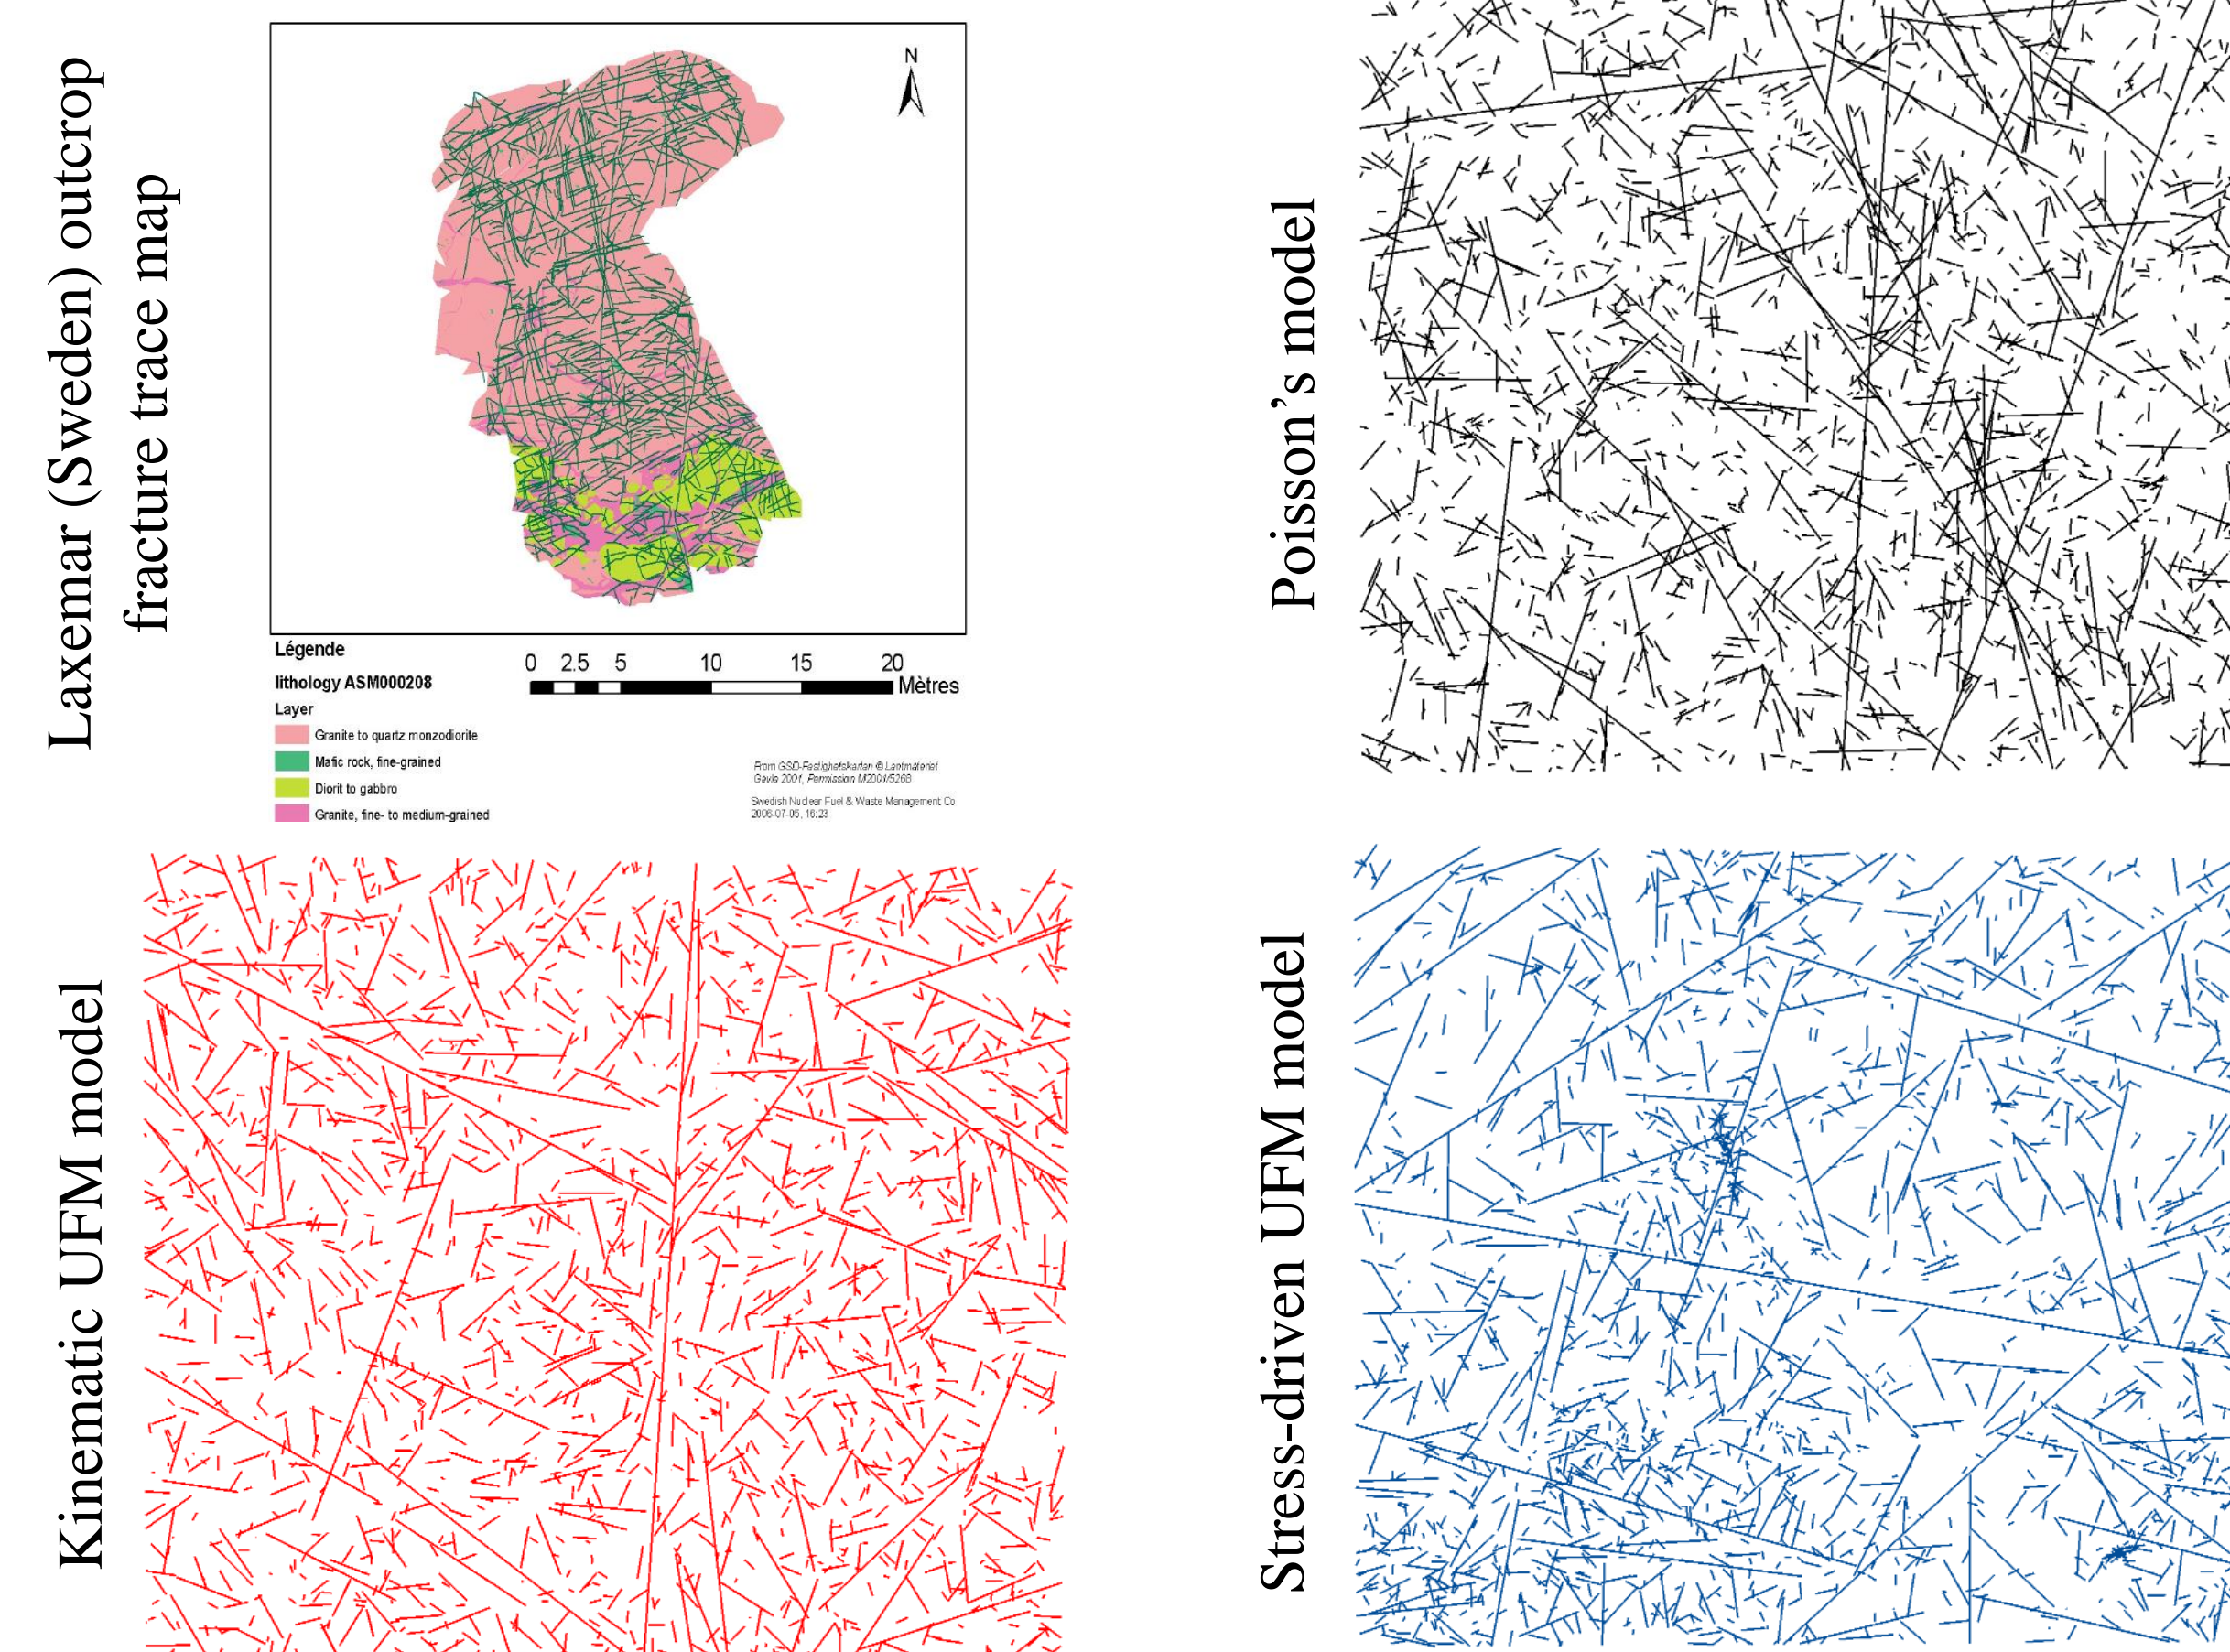 Laxemar (Sweden) outcrop
fracture trace map
N
Légende
lithology ASM000208
Layer
Granite to quartz monzodiorite
Mafic rock, fine-grained
Diorit to gabbro
Granite, fine- to medium-grained
0 2.5 5 10 15 20
Mètres
From GSD-Fastighetskartan © Lantmäteriet
Gävle 2001, Permission M2001/5268
Swedish Nuclear Fuel & Waste Management Co
2006-07-05, 16:23
Poisson’s model
Kinematic UFM model
Stress-driven UFM model